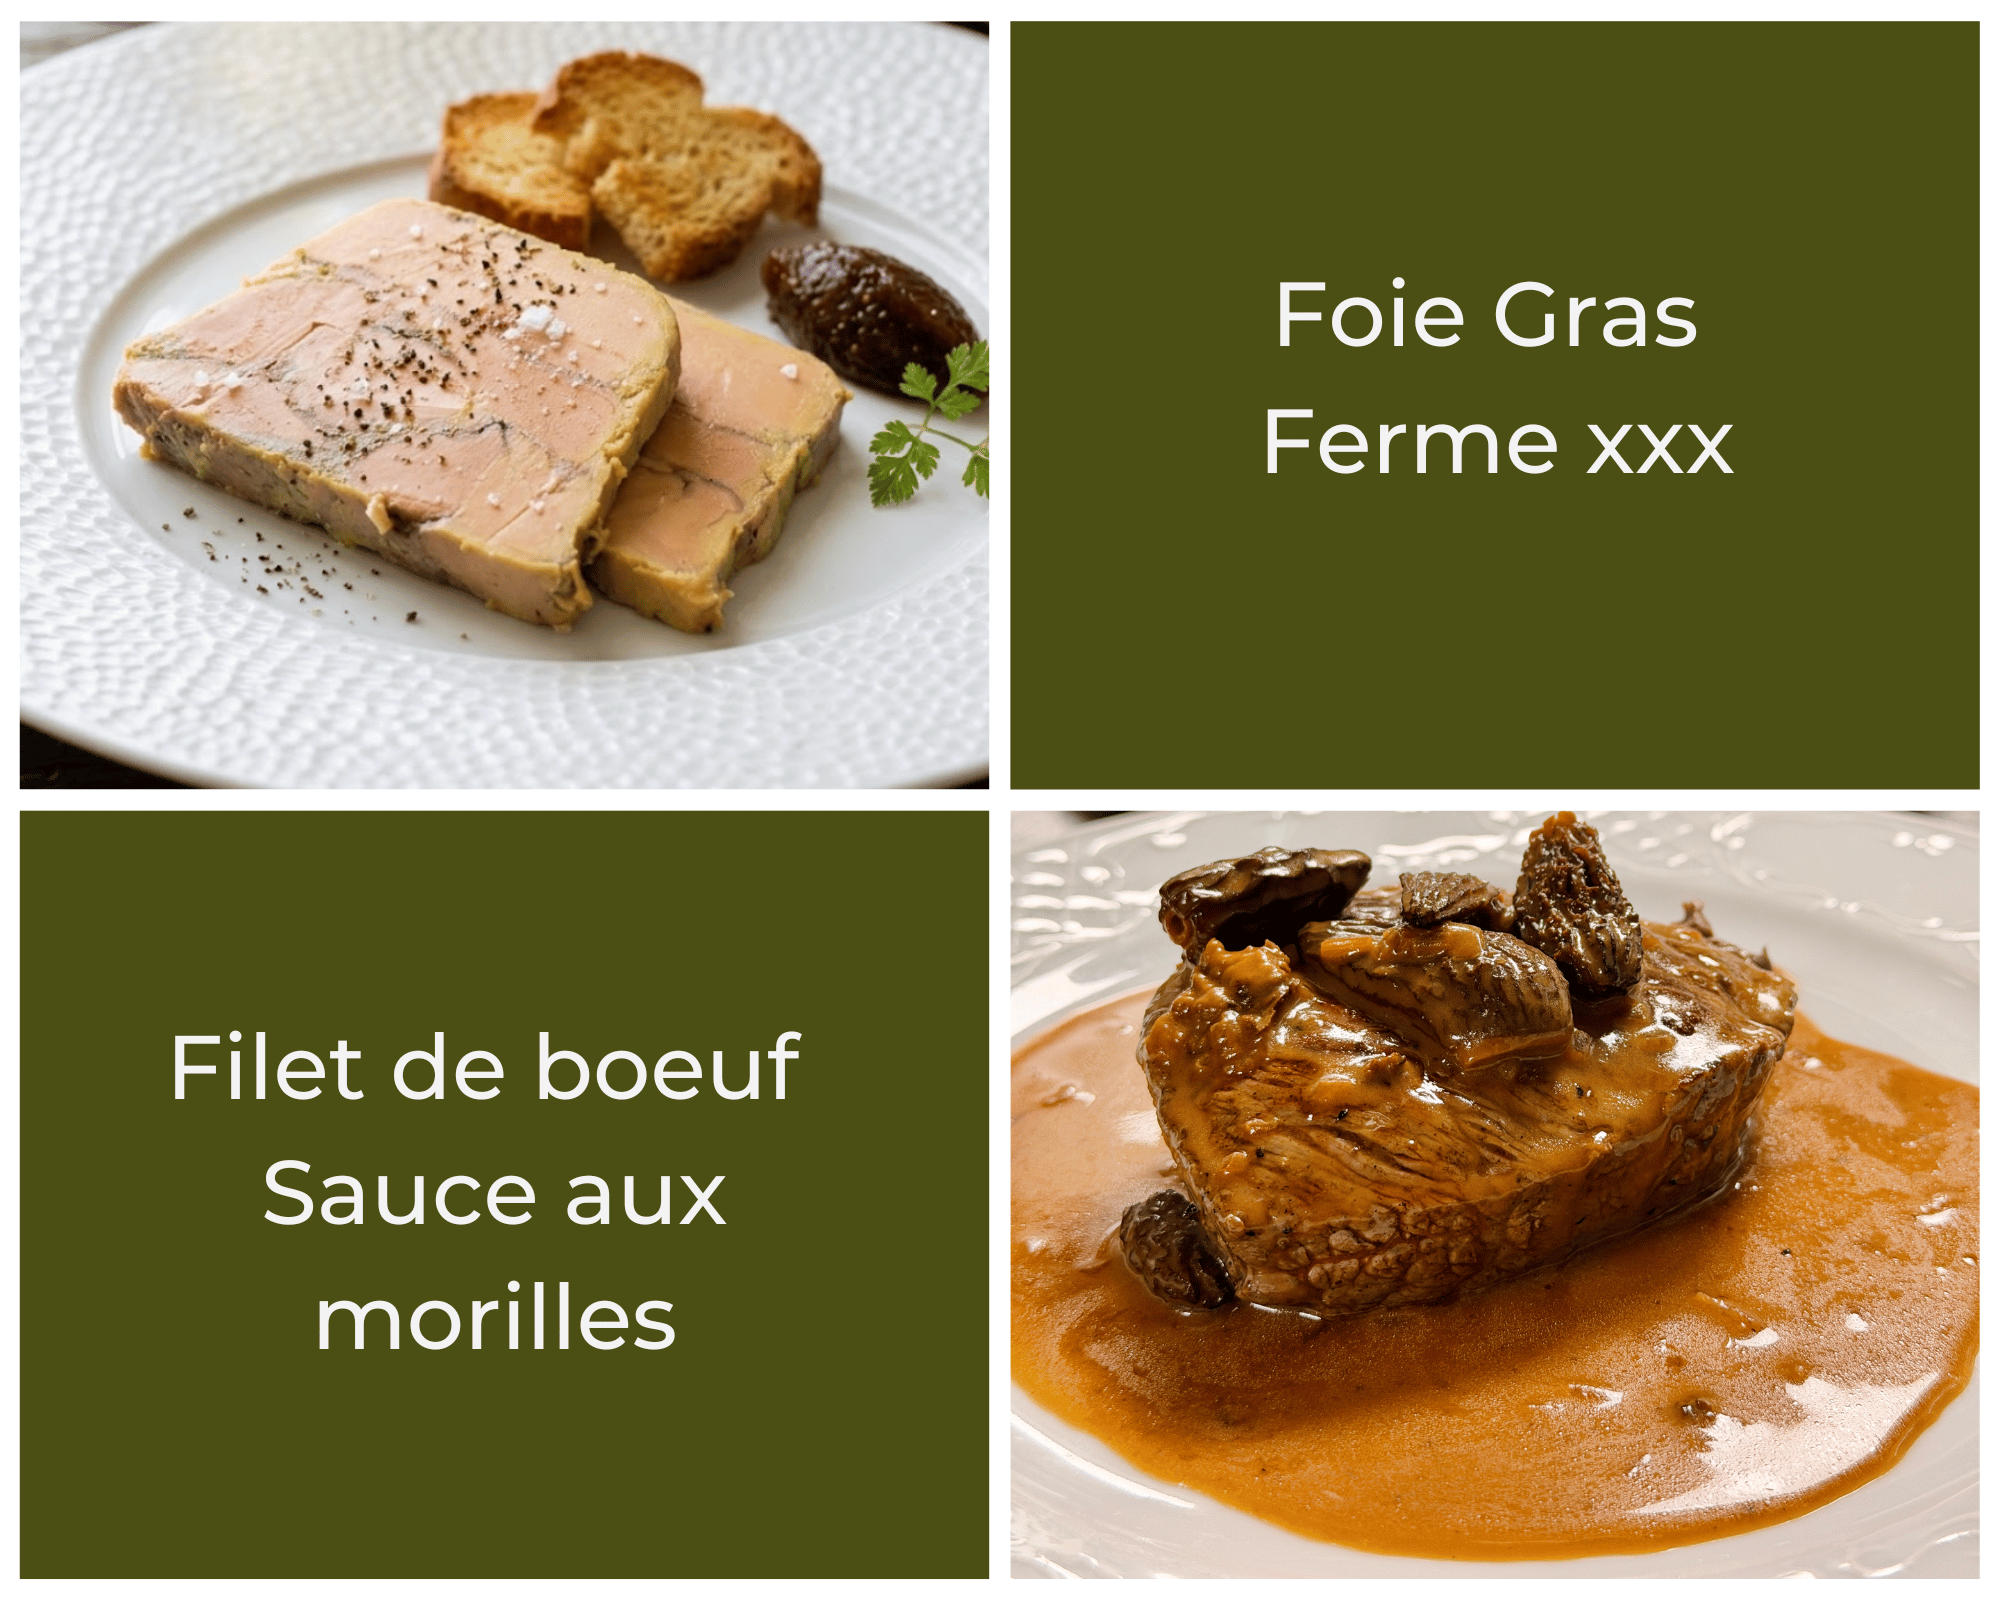 Foie Gras
Ferme xxx
Filet de boeuf
Sauce aux
morilles